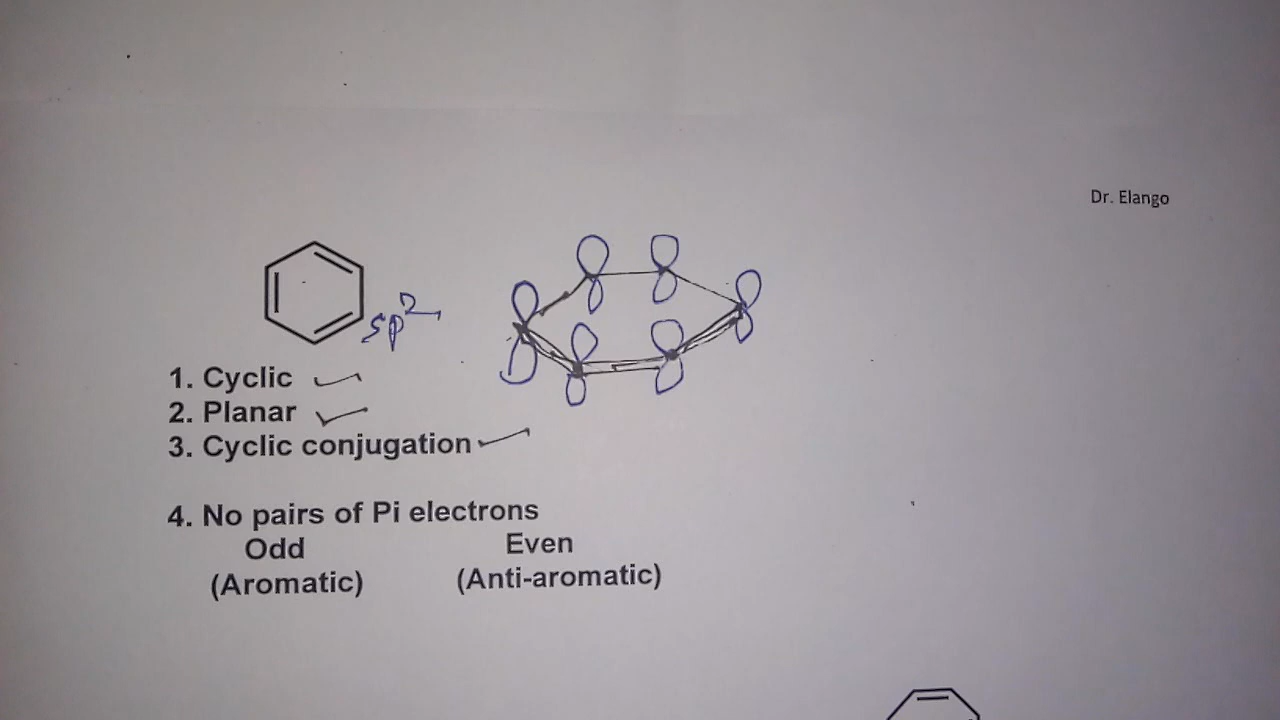 Dr. Elango
sp²
1. Cyclic
2. Planar
3. Cyclic conjugation
4. No pairs of Pi electrons
Odd Even
(Aromatic) (Anti-aromatic)